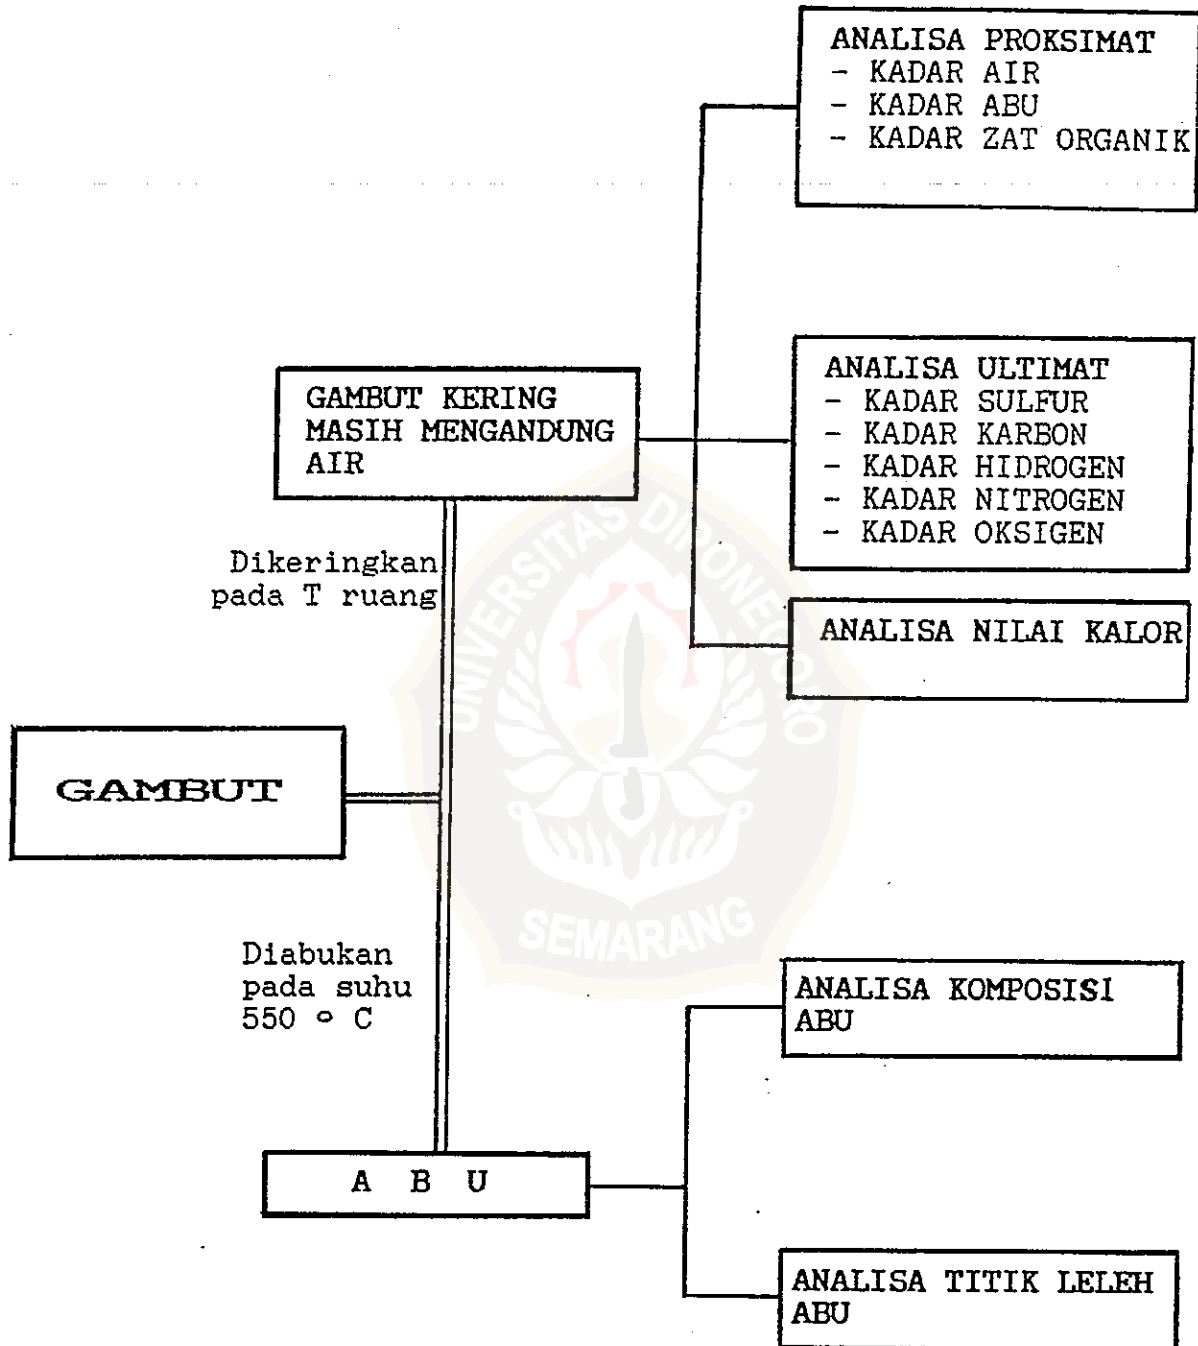 ANALISA PROKSIMAT
- KADAR AIR
- KADAR ABU
- KADAR ZAT ORGANIK
GAMBUT KERING
MASIH MENGANDUNG
AIR
ANALISA ULTIMAT
- KADAR SULFUR
- KADAR KARBON
- KADAR HIDROGEN
- KADAR NITROGEN
- KADAR OKSIGEN
Dikeringkan
pada T ruang
ANALISA NILAI KALOR
GAMBUT
UNIVERSITAS DIPONEGORO
SEMARANG
Diabukan
pada suhu
550 ° C
ANALISA KOMPOSISI
ABU
A B U
ANALISA TITIK LELEH
ABU